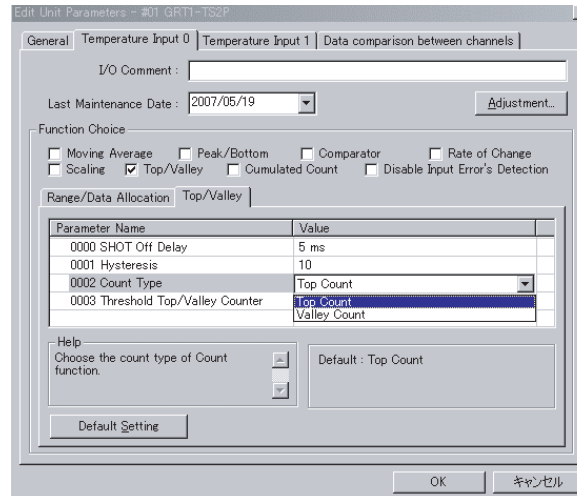 Edit Unit Parameters - #01 GRT1-TS2P
General Temperature Input 0 Temperature Input 1 Data comparison between channels
I/O Comment :
Last Maintenance Date : 2007/05/19 Adjustment...
Function Choice
Moving Average Peak/Bottom Comparator Rate of Change
Scaling Top/Valley Cumulated Count Disable Input Error's Detection
Range/Data Allocation Top/Valley
Parameter Name Value
0000 SHOT Off Delay 5 ms
0001 Hysteresis 10
0002 Count Type Top Count
0003 Threshold Top/Valley Counter Top Count
Valley Count
Help
Choose the count type of Count
function.
Default : Top Count
Default Setting
OK キャンセル